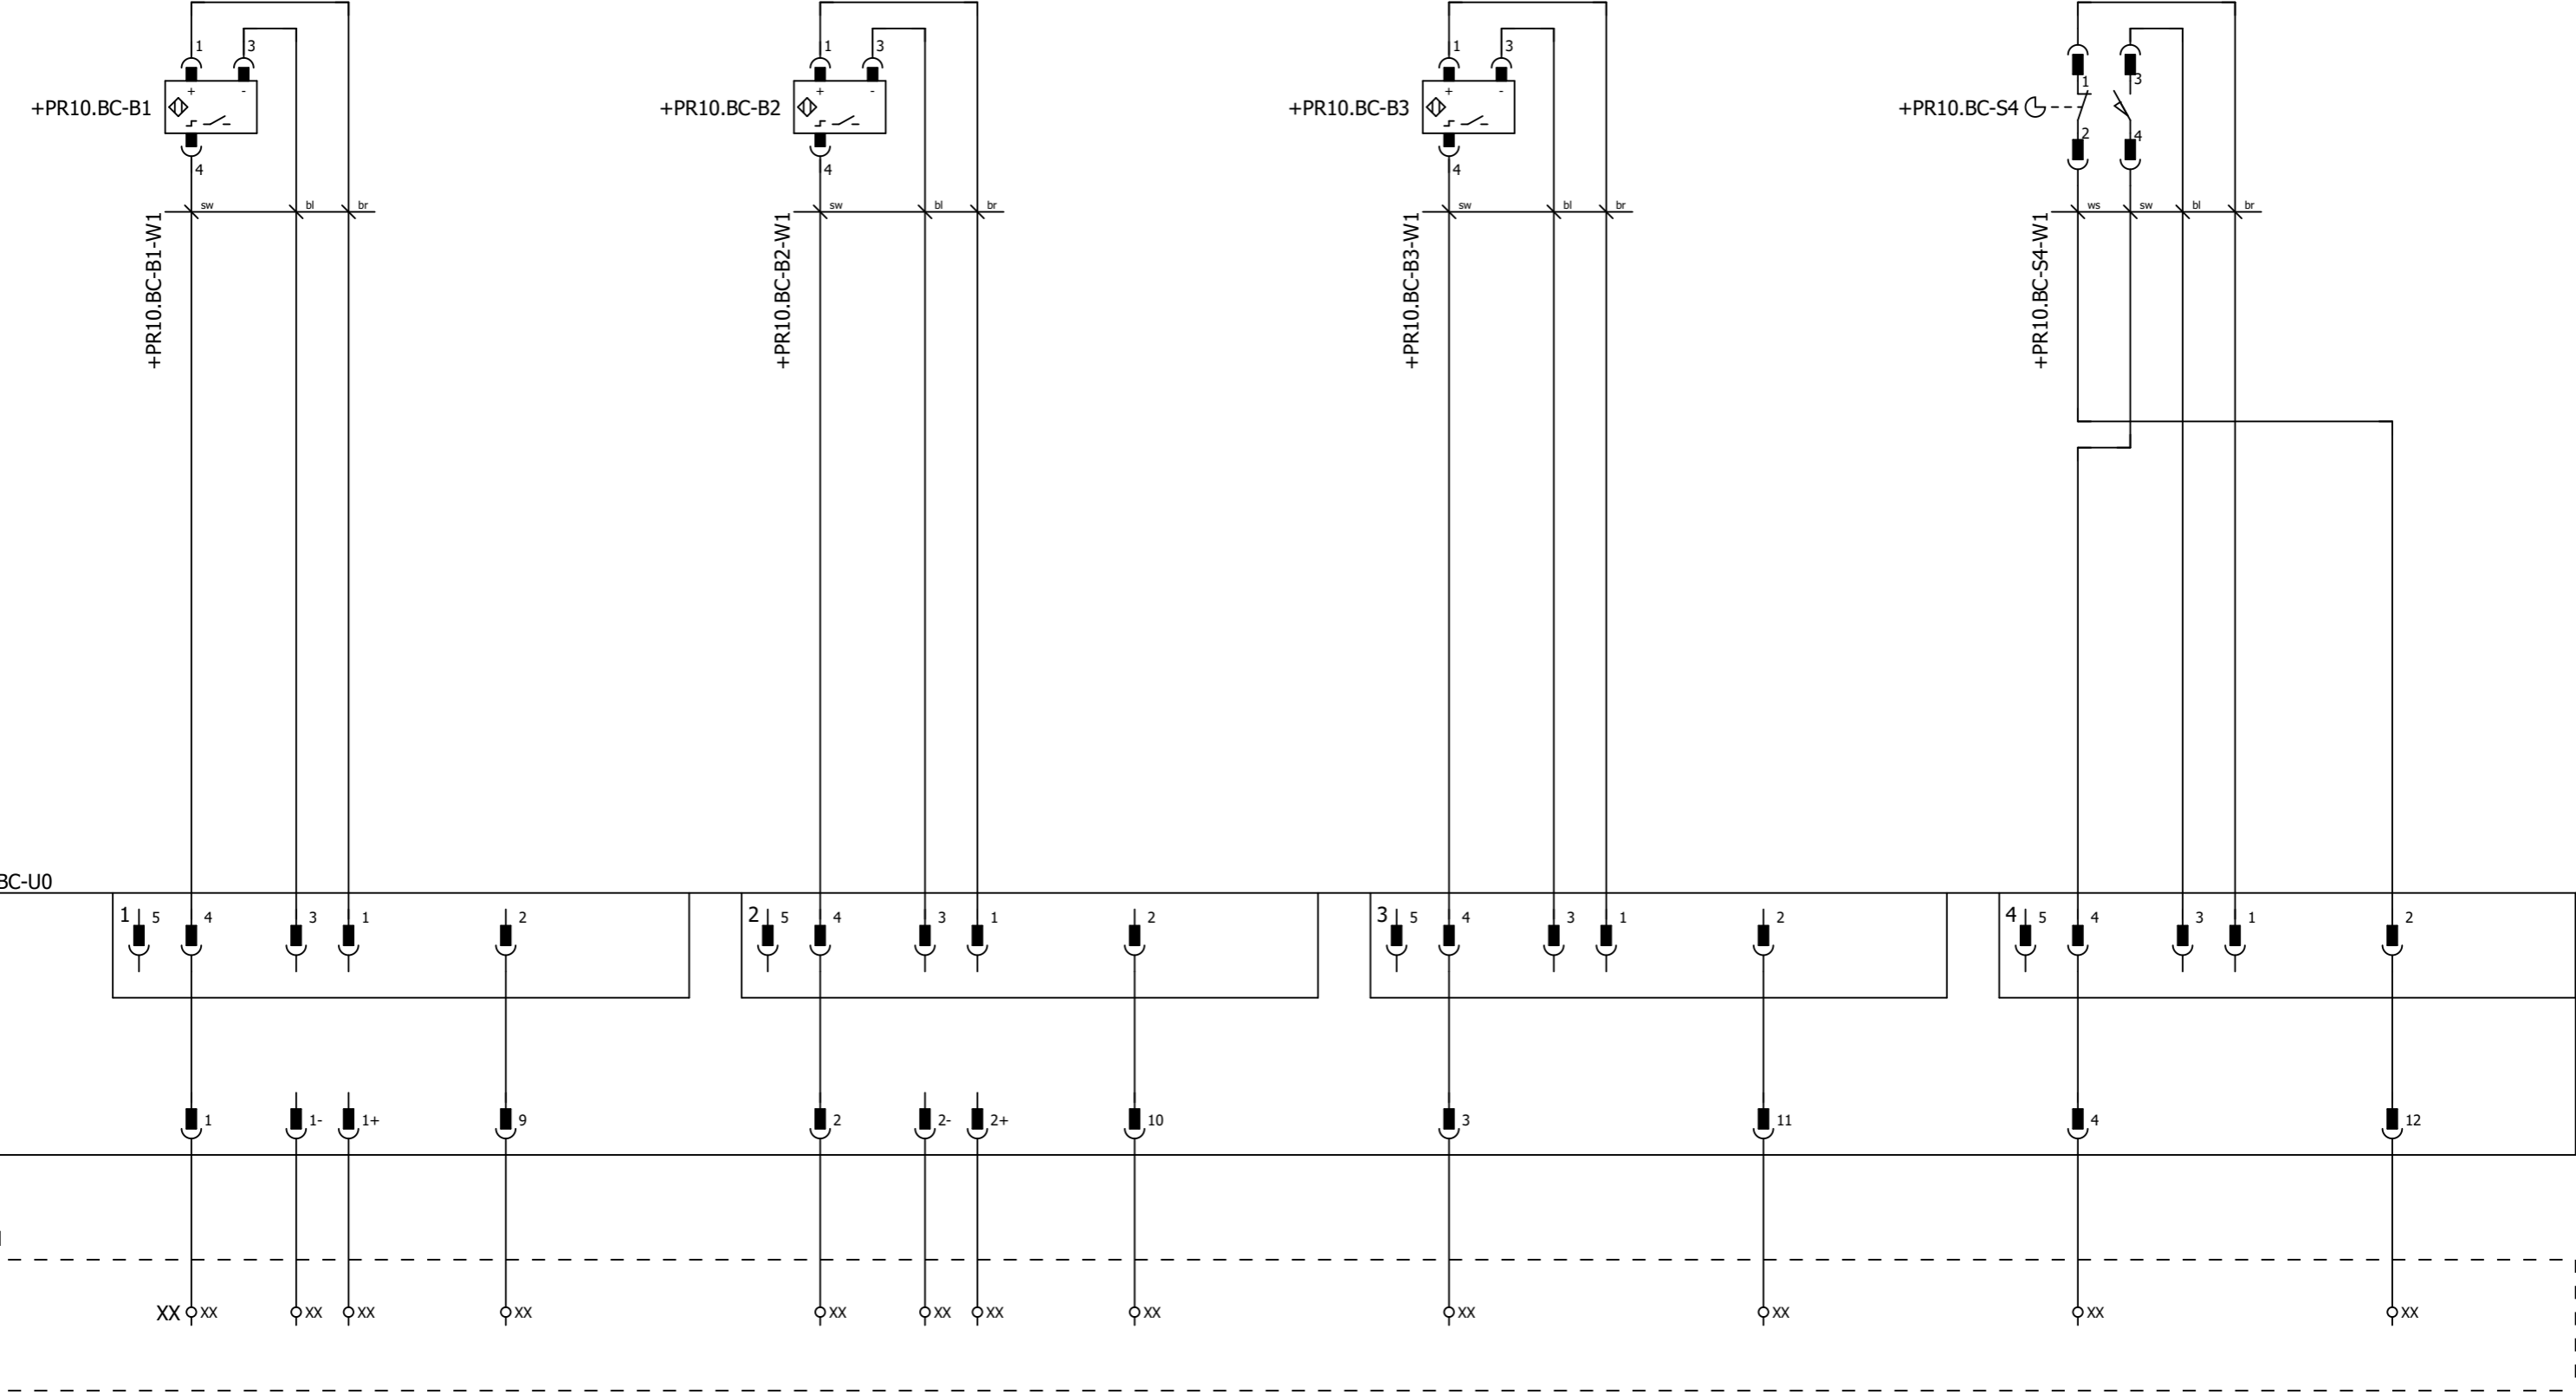 1 3 1 3 1 3
+ - + - + - 1 3
+PR10.BC-B1 +PR10.BC-B2 +PR10.BC-B3 +PR10.BC-S4
2 4
4 4 4
sw bl br sw bl br sw bl br ws sw bl br
+PR10.BC-B1-W1
+PR10.BC-B2-W1
+PR10.BC-B3-W1
+PR10.BC-S4-W1
BC-U0
1 5 4 3 1 2 2 5 4 3 1 2 3 5 4 3 1 2 4 5 4 3 1 2
1 1- 1+ 9 2 2- 2+ 10 3 11 4 12
XX XX XX XX XX XX XX XX XX XX XX XX XX